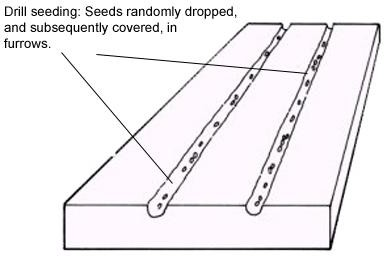 Drill seeding: Seeds randomly dropped,
and subsequently covered, in
furrows.